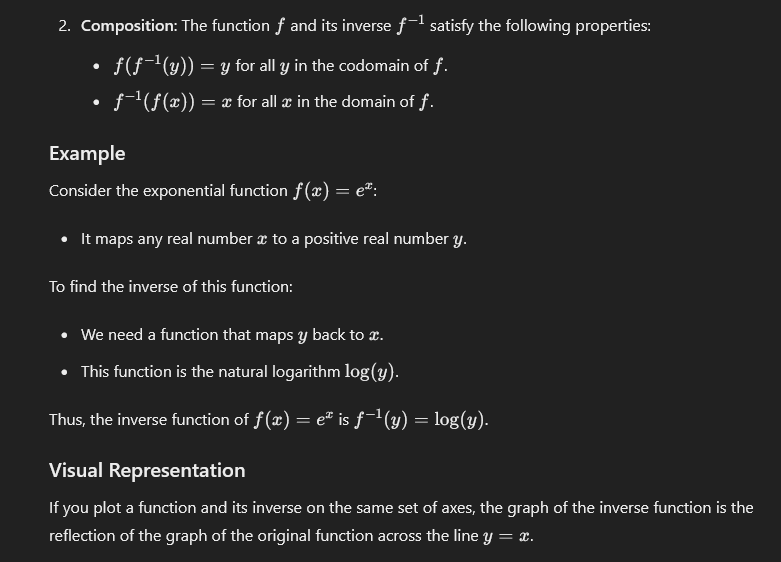 2. Composition: The function f and its inverse f⁻¹ satisfy the following properties:
• f(f⁻¹(y)) = y for all y in the codomain of f.
• f⁻¹(f(x)) = x for all x in the domain of f.
Example
Consider the exponential function f(x) = eˣ:
• It maps any real number x to a positive real number y.
To find the inverse of this function:
• We need a function that maps y back to x.
• This function is the natural logarithm log(y).
Thus, the inverse function of f(x) = eˣ is f⁻¹(y) = log(y).
Visual Representation
If you plot a function and its inverse on the same set of axes, the graph of the inverse function is the
reflection of the graph of the original function across the line y = x.